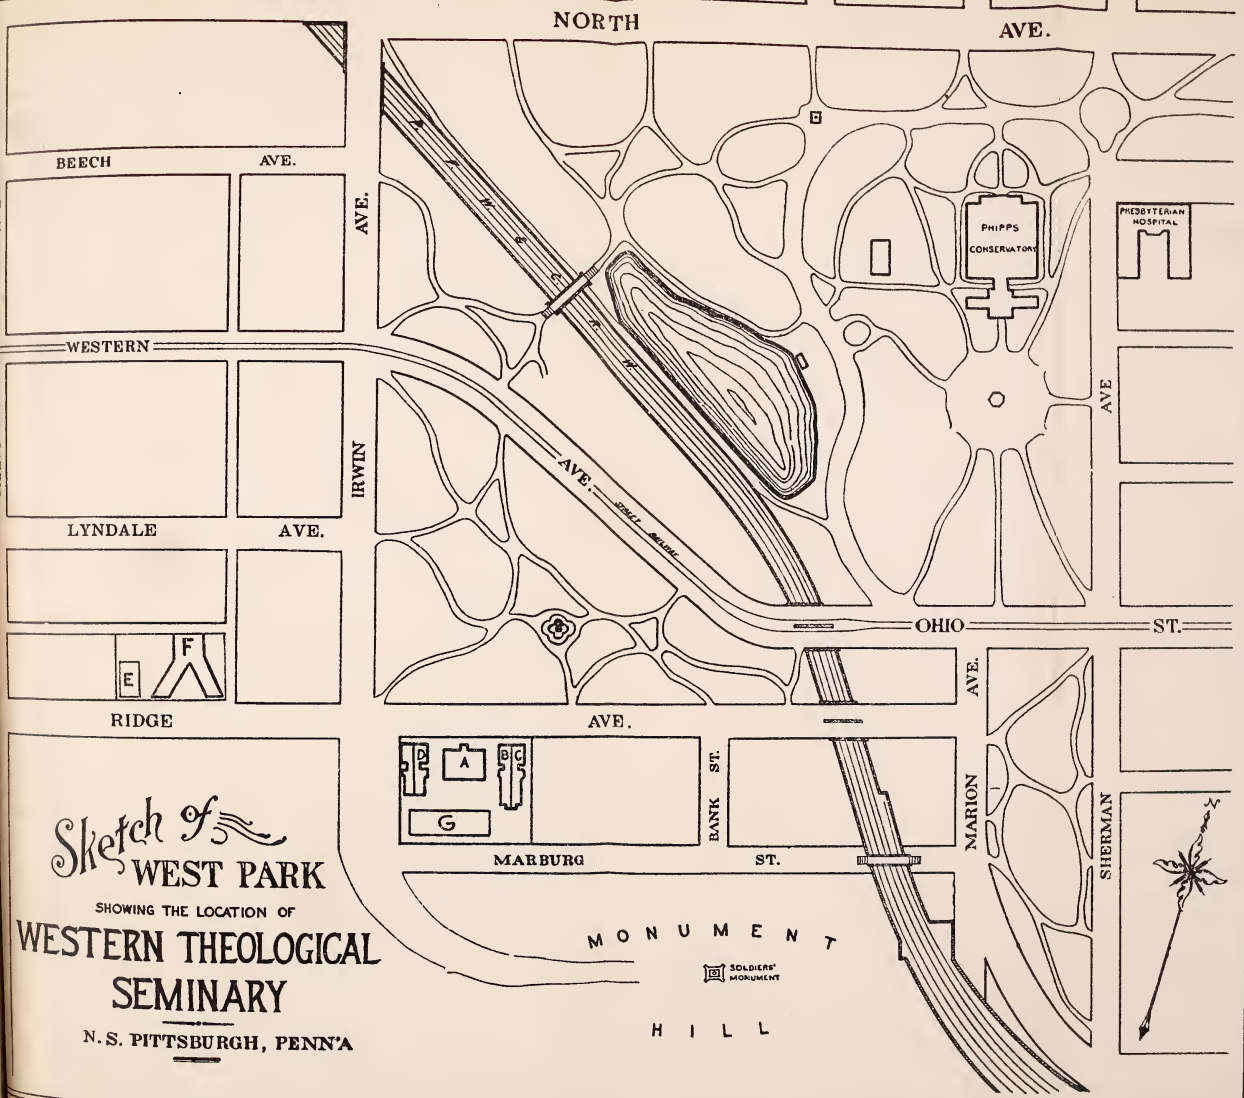 NORTH AVE.
BEECH AVE.
AVE.
P. F. W. & C. R. W.
PRESBYTERIAN
HOSPITAL
PHIPPS
CONSERVATORY
WESTERN
AVE
AVE.
IRWIN
STREET RAILWAY
LYNDALE AVE.
OHIO ST.
F
E
AVE.
RIDGE AVE.
D
A
B C
G
ST.
BANK
MARION
SHERMAN
MARBURG ST.
N
Sketch of
WEST PARK
SHOWING THE LOCATION OF
WESTERN THEOLOGICAL
SEMINARY
N. S. PITTSBURGH, PENN'A
MONUMENT
SOLDIERS'
MONUMENT
HILL